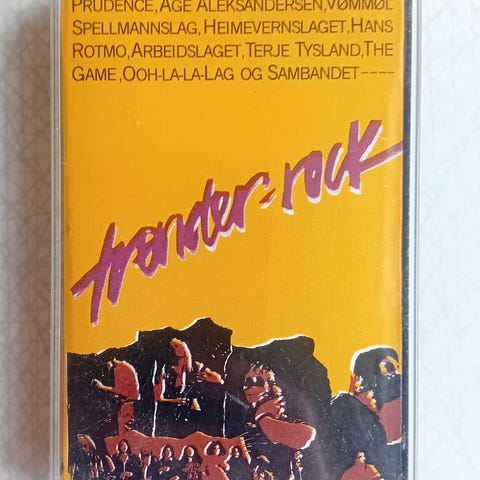 PRUDENCE,ÅGE ALEKSANDERSEN,VØMMØL
SPELLMANNSLAG,HEIMEVERNSLAGET,HANS
ROTMO,ARBEIDSLAGET,TERJE TYSLAND,THE
GAME,OOH-LA-LA-LAG OG SAMBANDET----
trønder-rock